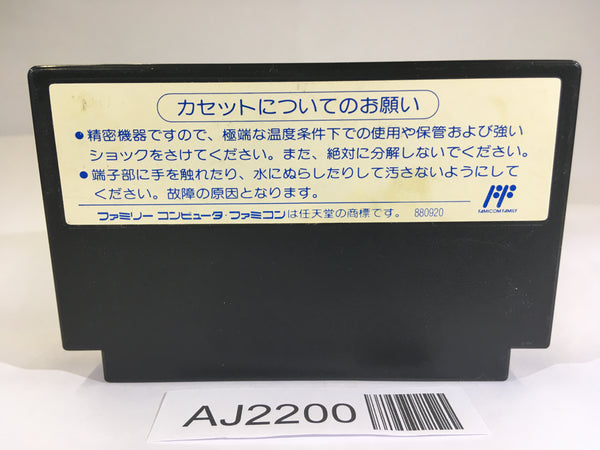 カセットについてのお願い
●精密機器ですので、極端な温度条件下での使用や保管および強い
ショックをさけてください。また、絶対に分解しないでください。
●端子部に手を触れたり、水にぬらしたりして汚さないようにして
ください。故障の原因となります。
ファミリーコンピュータ・ファミコンは任天堂の商標です。 880920
FAMICOM FAMILY
AJ2200